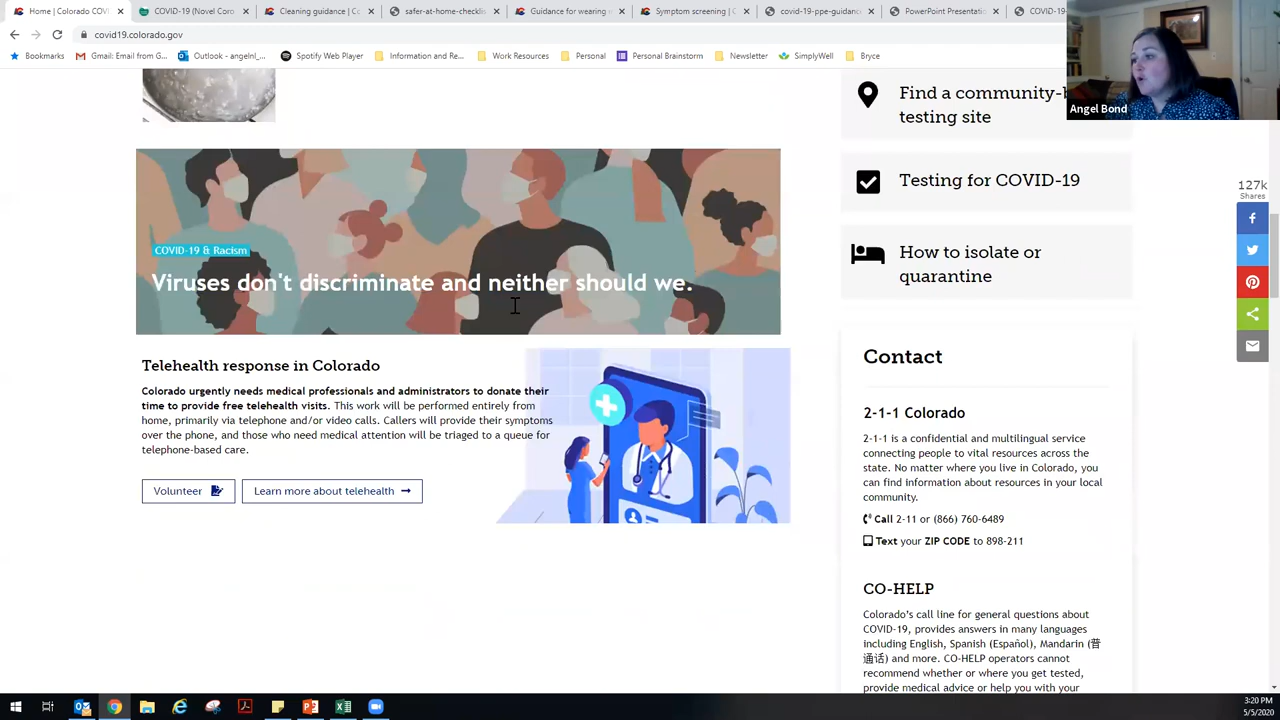 Home | Colorado COVI
COVID-19 (Novel Coro
Cleaning guidance | Co
safer-at-home-checklis
Guidance for wearing m
Symptom screening | C
covid-19-ppe-guidance
PowerPoint Presentatio
COVID-19
covid19.colorado.gov
Bookmarks
Gmail: Email from G...
Outlook - angelnl_...
Spotify Web Player
Information and Re...
Work Resources
Personal
Personal Brainstorm
Newsletter
SimplyWell
Bryce
Angel Bond
COVID-19 & Racism
Viruses don't discriminate and neither should we.
Telehealth response in Colorado
Colorado urgently needs medical professionals and administrators to donate their
time to provide free telehealth visits. This work will be performed entirely from
home, primarily via telephone and/or video calls. Callers will provide their symptoms
over the phone, and those who need medical attention will be triaged to a queue for
telephone-based care.
Volunteer
Learn more about telehealth
Find a community-b
testing site
Testing for COVID-19
How to isolate or
quarantine
Contact
2-1-1 Colorado
2-1-1 is a confidential and multilingual service
connecting people to vital resources across the
state. No matter where you live in Colorado, you
can find information about resources in your local
community.
Call 2-11 or (866) 760-6489
Text your ZIP CODE to 898-211
CO-HELP
Colorado's call line for general questions about
COVID-19, provides answers in many languages
including English, Spanish (Español), Mandarin (普
通话) and more. CO-HELP operators cannot
recommend whether or where you get tested,
provide medical advice or help you with your
127k
Shares
3:20 PM
5/5/2020